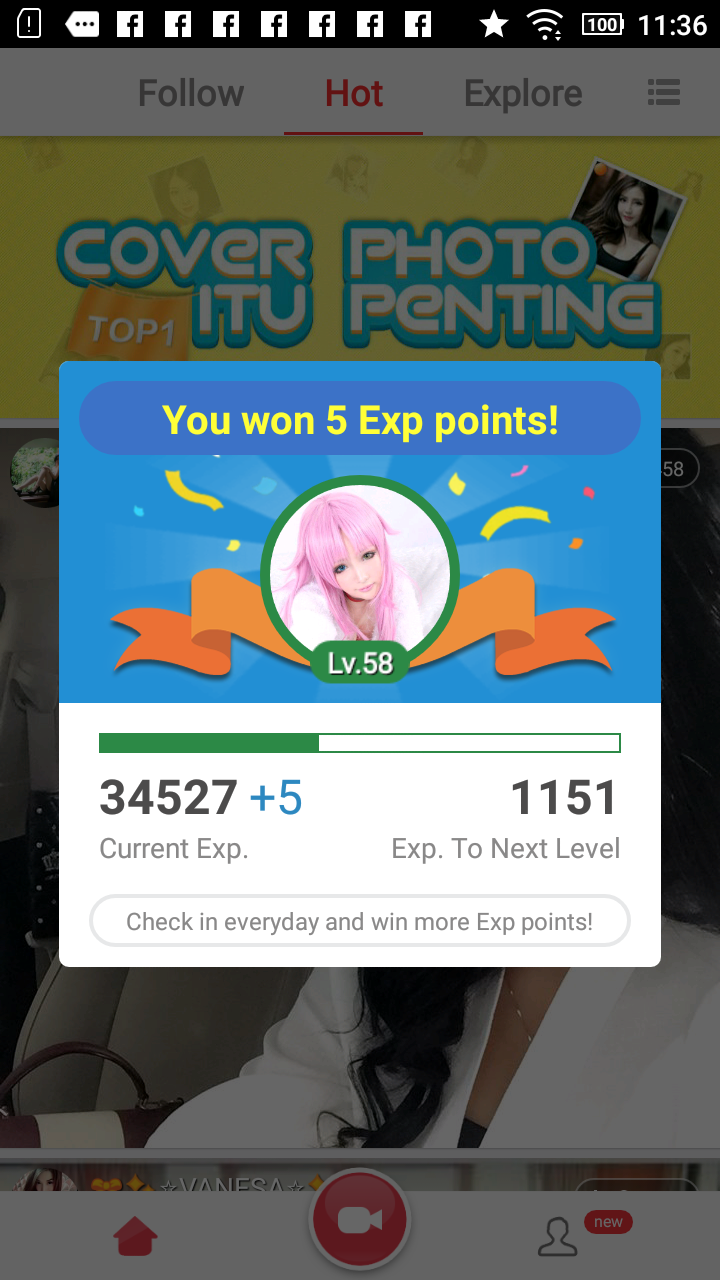 100 11:36
Follow Hot Explore
COVER PHOTO
ITU PENTING
TOP1
You won 5 Exp points!
58
Lv.58
34527 +5 1151
Current Exp. Exp. To Next Level
Check in everyday and win more Exp points!
☆VANESA☆
new